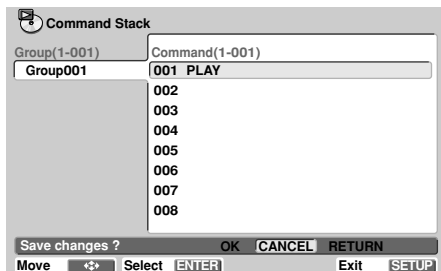 Command Stack
Group(1-001) Command(1-001)
Group001 001 PLAY
002
003
004
005
006
007
008
Save changes ? OK CANCEL RETURN
Move Select ENTER Exit SETUP